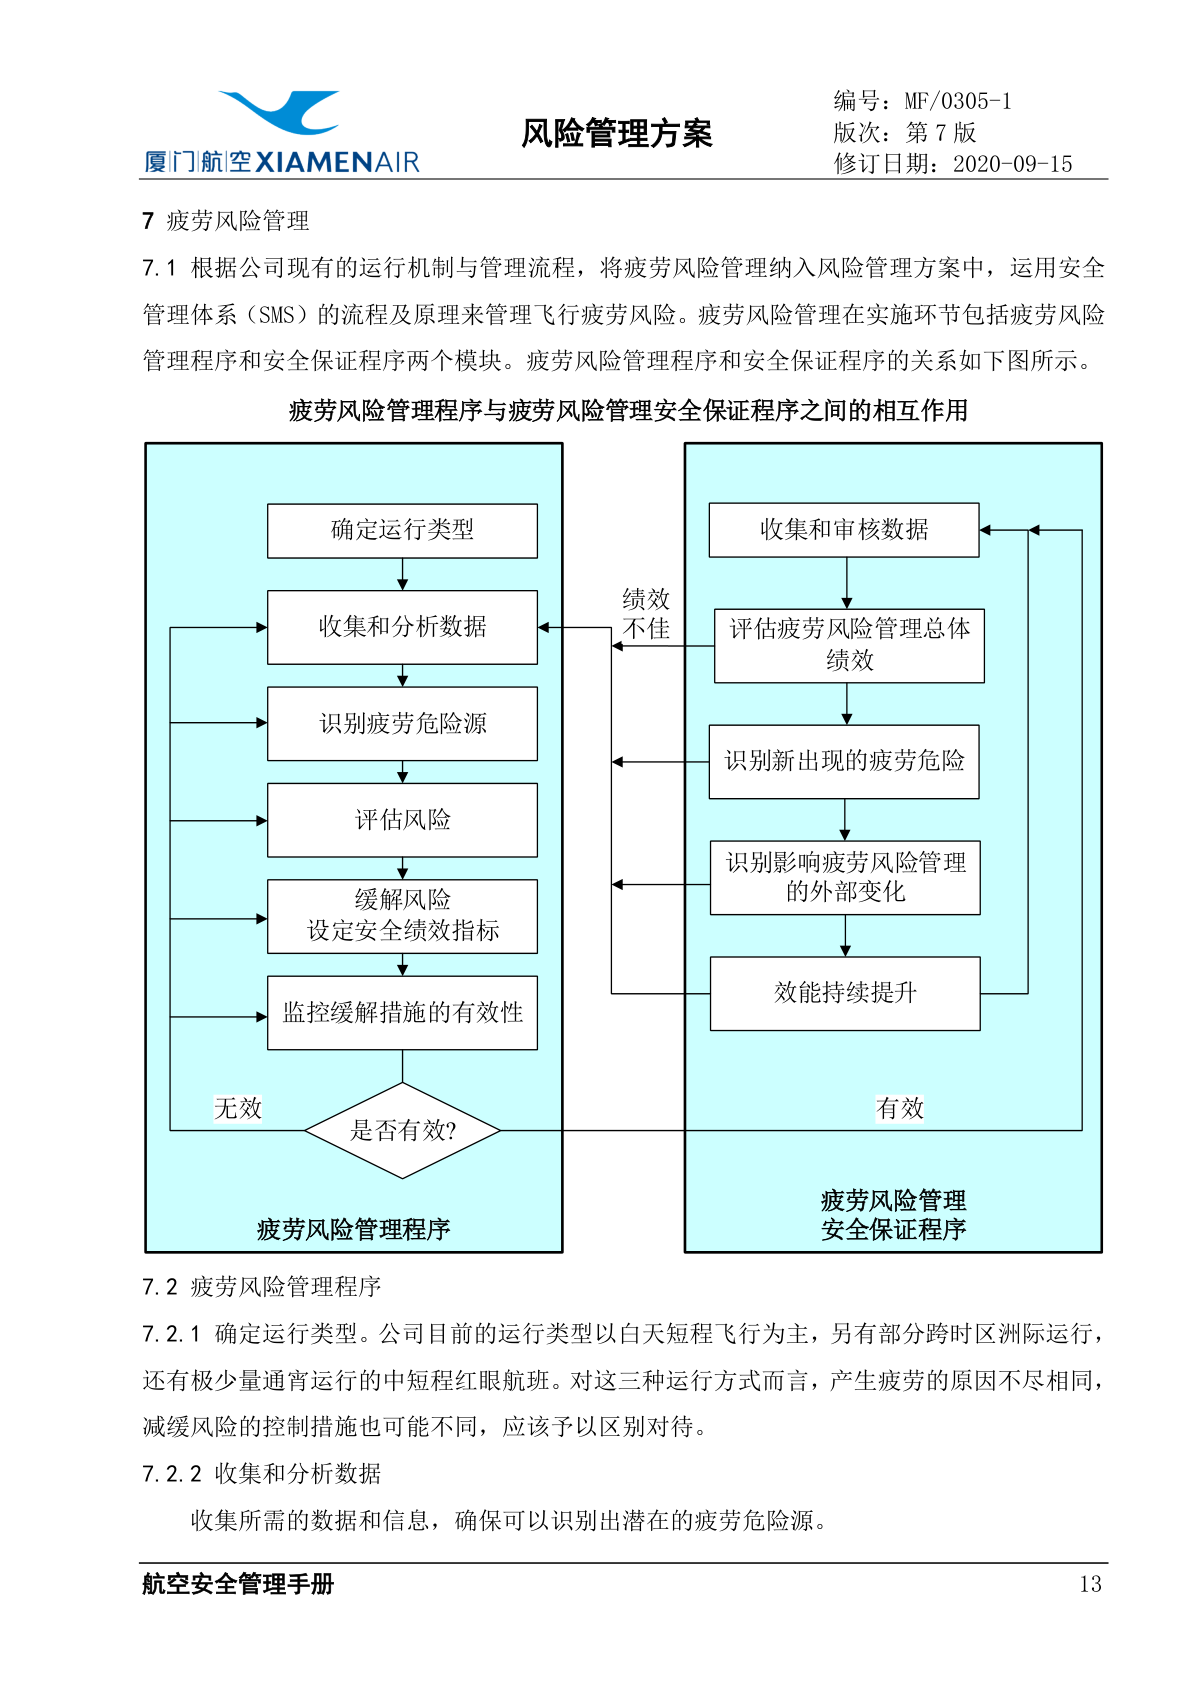 厦门航空 XIAMENAIR
风险管理方案
编号：MF/0305-1
版次：第 7 版
修订日期：2020-09-15
7 疲劳风险管理
7.1 根据公司现有的运行机制与管理流程，将疲劳风险管理纳入风险管理方案中，运用安全
管理体系（SMS）的流程及原理来管理飞行疲劳风险。疲劳风险管理在实施环节包括疲劳风险
管理程序和安全保证程序两个模块。疲劳风险管理程序和安全保证程序的关系如下图所示。
疲劳风险管理程序与疲劳风险管理安全保证程序之间的相互作用
确定运行类型
收集和分析数据
识别疲劳危险源
评估风险
缓解风险
设定安全绩效指标
监控缓解措施的有效性
是否有效?
无效
疲劳风险管理程序
绩效
不佳
收集和审核数据
评估疲劳风险管理总体
绩效
识别新出现的疲劳危险
识别影响疲劳风险管理
的外部变化
效能持续提升
有效
疲劳风险管理
安全保证程序
7.2 疲劳风险管理程序
7.2.1 确定运行类型。公司目前的运行类型以白天短程飞行为主，另有部分跨时区洲际运行，
还有极少量通宵运行的中短程红眼航班。对这三种运行方式而言，产生疲劳的原因不尽相同，
减缓风险的控制措施也可能不同，应该予以区别对待。
7.2.2 收集和分析数据
收集所需的数据和信息，确保可以识别出潜在的疲劳危险源。
航空安全管理手册
13